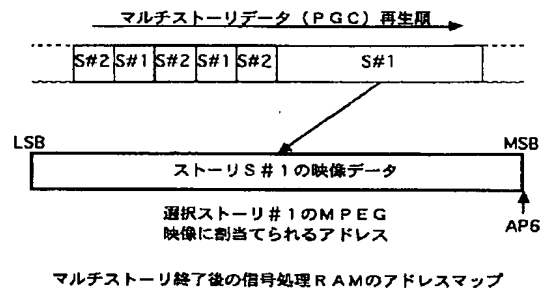 マルチストーリデータ（ＰＧＣ）再生順
S#2 S#1 S#2 S#1 S#2 S#1
LSB MSB
ストーリＳ＃１の映像データ
選択ストーリ＃１のＭＰＥＧ
映像に割当てられるアドレス
AP6
マルチストーリ終了後の信号処理ＲＡＭのアドレスマップ